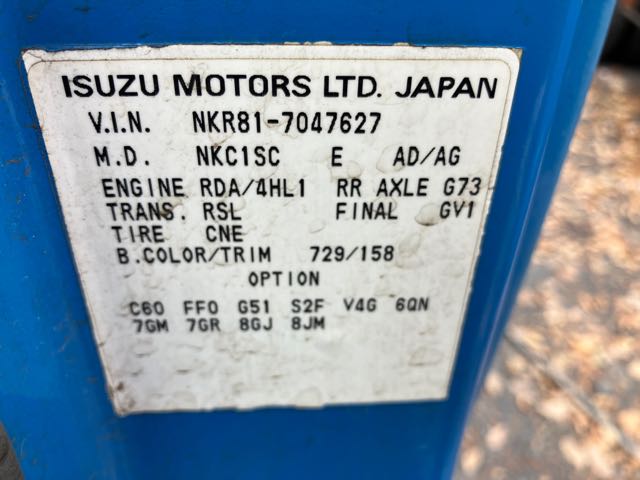 ISUZU MOTORS LTD. JAPAN
V.I.N. NKR81-7047627
M.D. NKC1SC E AD/AG
ENGINE RDA/4HL1 RR AXLE G73
TRANS. RSL FINAL GV1
TIRE CNE
B.COLOR/TRIM 729/158
OPTION
C60 FF0 G51 S2F V4G 6QN
7GM 7GR 8GJ 8JM